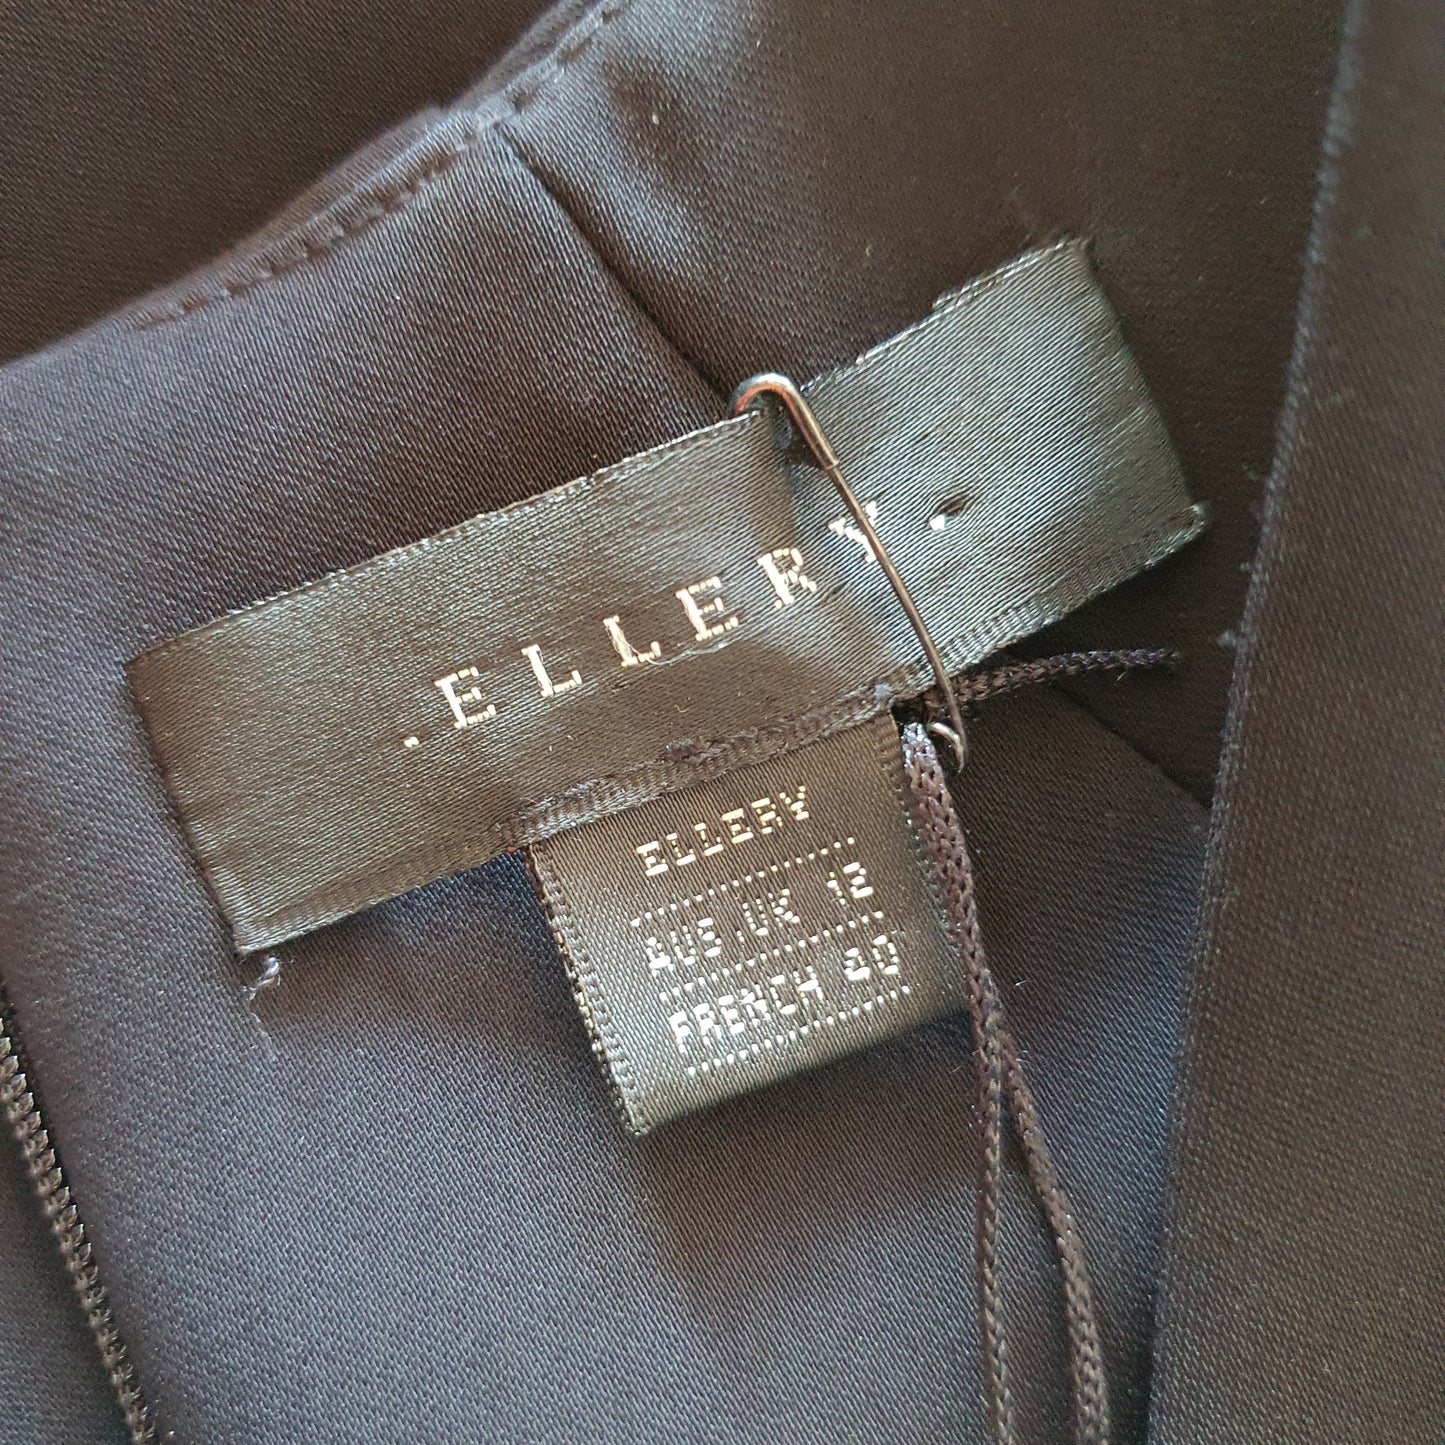 .ELLERY.
ELLERY
AUS.UK 12
FRENCH 40